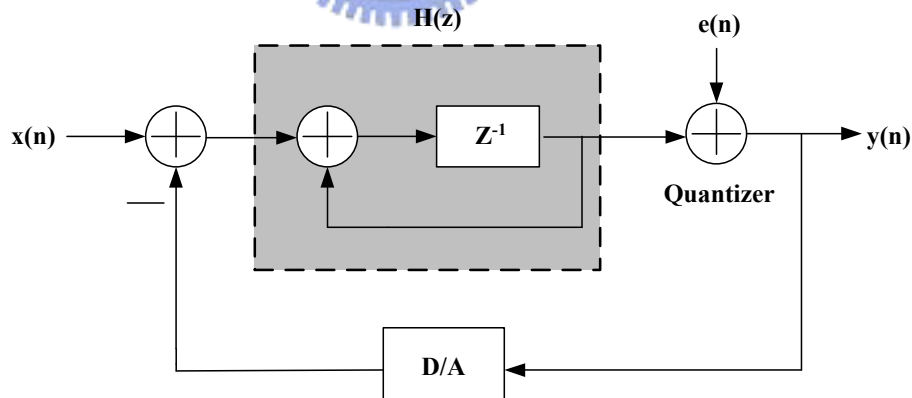 H(z)
e(n)
x(n)
Z⁻¹
y(n)
Quantizer
D/A